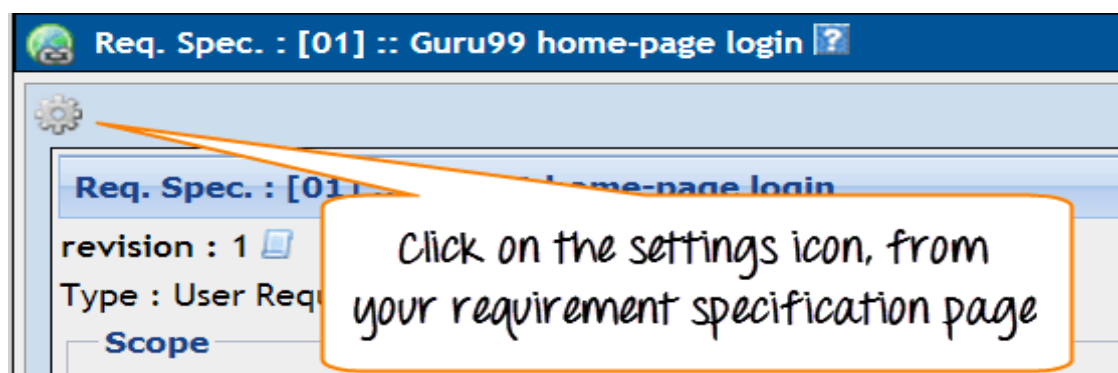 Req. Spec. : [01] :: Guru99 home-page login ?
Req. Spec. : [01] :: home-page login
revision : 1
Type : User Requ
Scope
Click on the settings icon, from
your requirement specification page